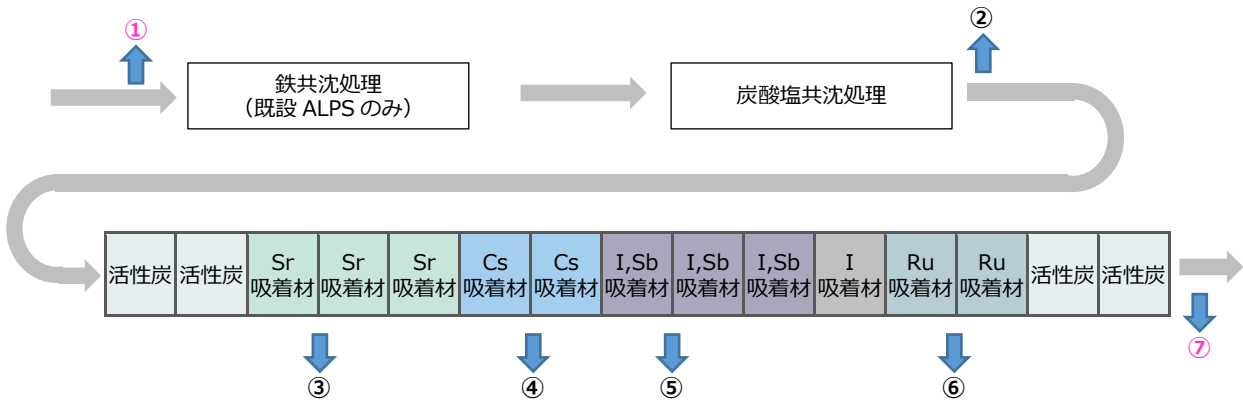 ①
②
鉄共沈処理
（既設 ALPS のみ）
炭酸塩共沈処理
活性炭
活性炭
Sr
吸着材
Sr
吸着材
Sr
吸着材
Cs
吸着材
Cs
吸着材
I,Sb
吸着材
I,Sb
吸着材
I,Sb
吸着材
I
吸着材
Ru
吸着材
Ru
吸着材
活性炭
活性炭
③
④
⑤
⑥
⑦